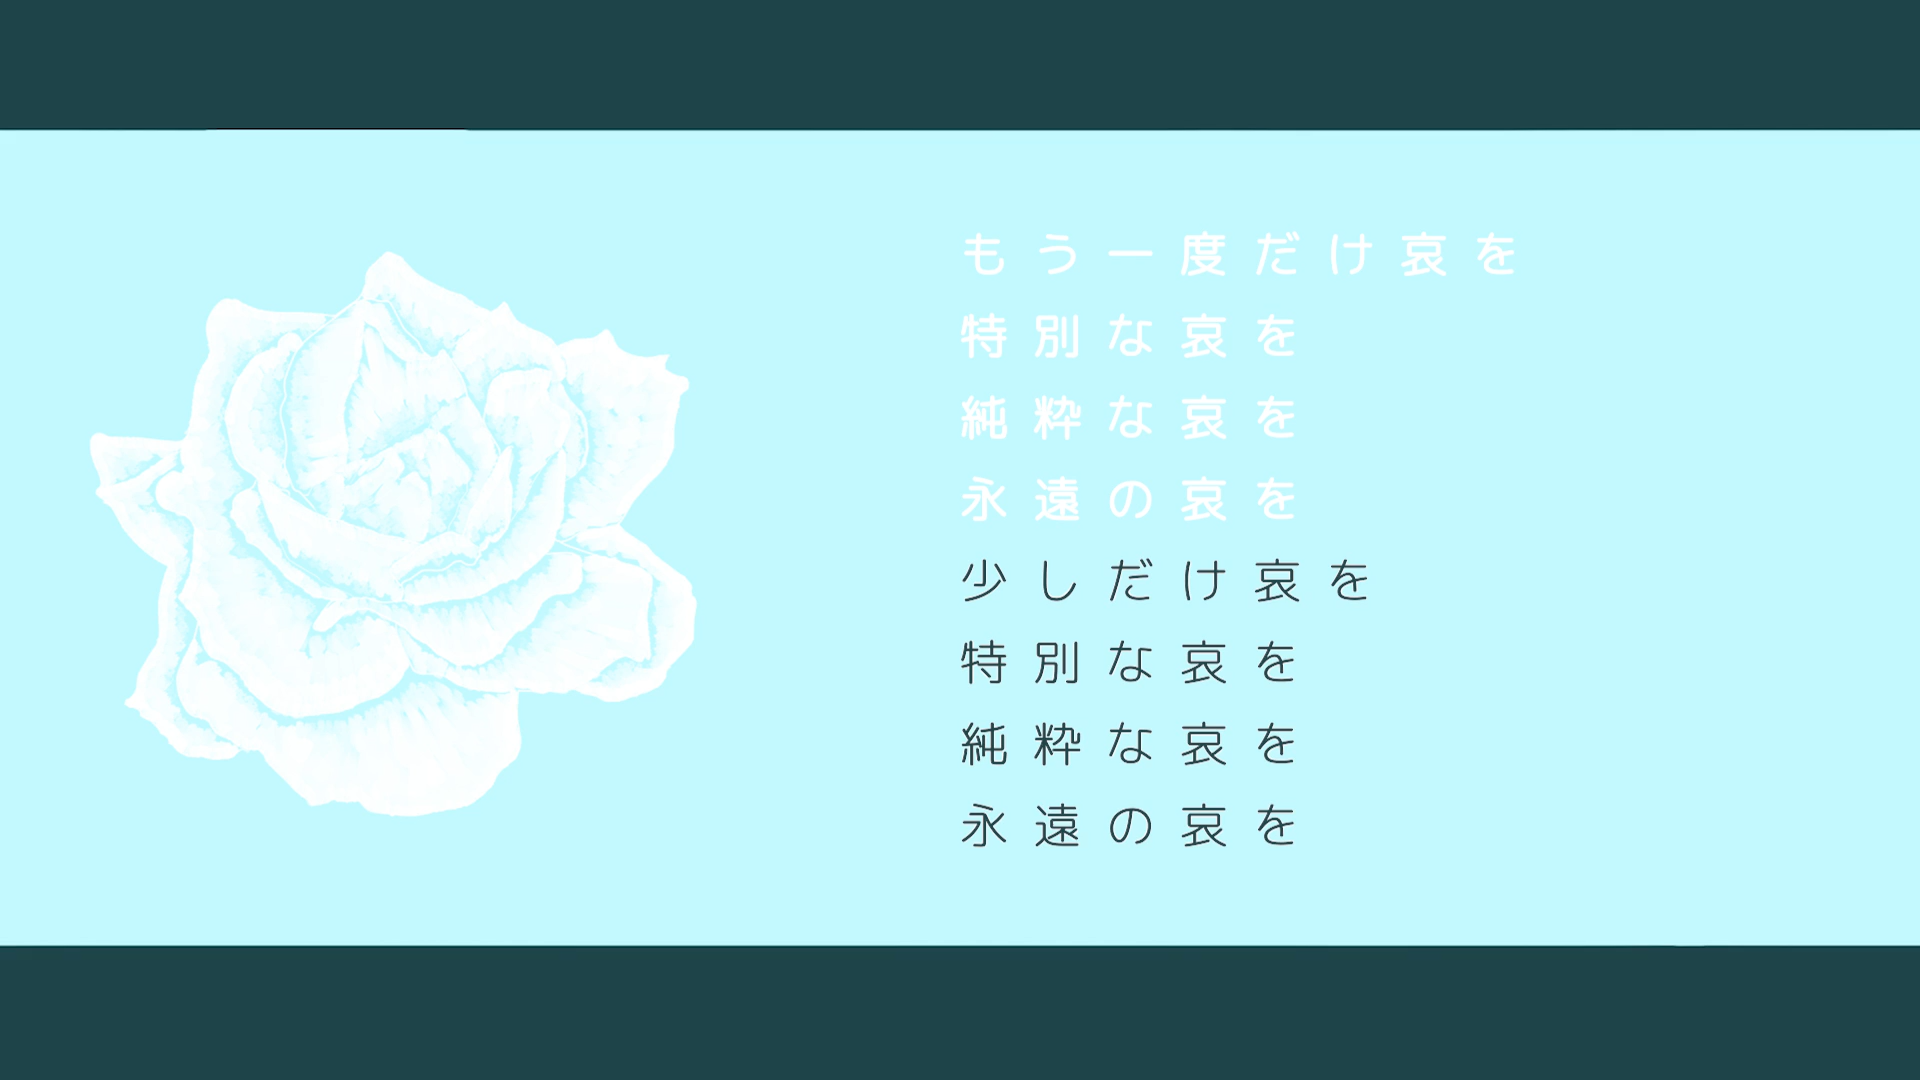 もう一度だけ哀を
特別な哀を
純粋な哀を
永遠の哀を
少しだけ哀を
特別な哀を
純粋な哀を
永遠の哀を